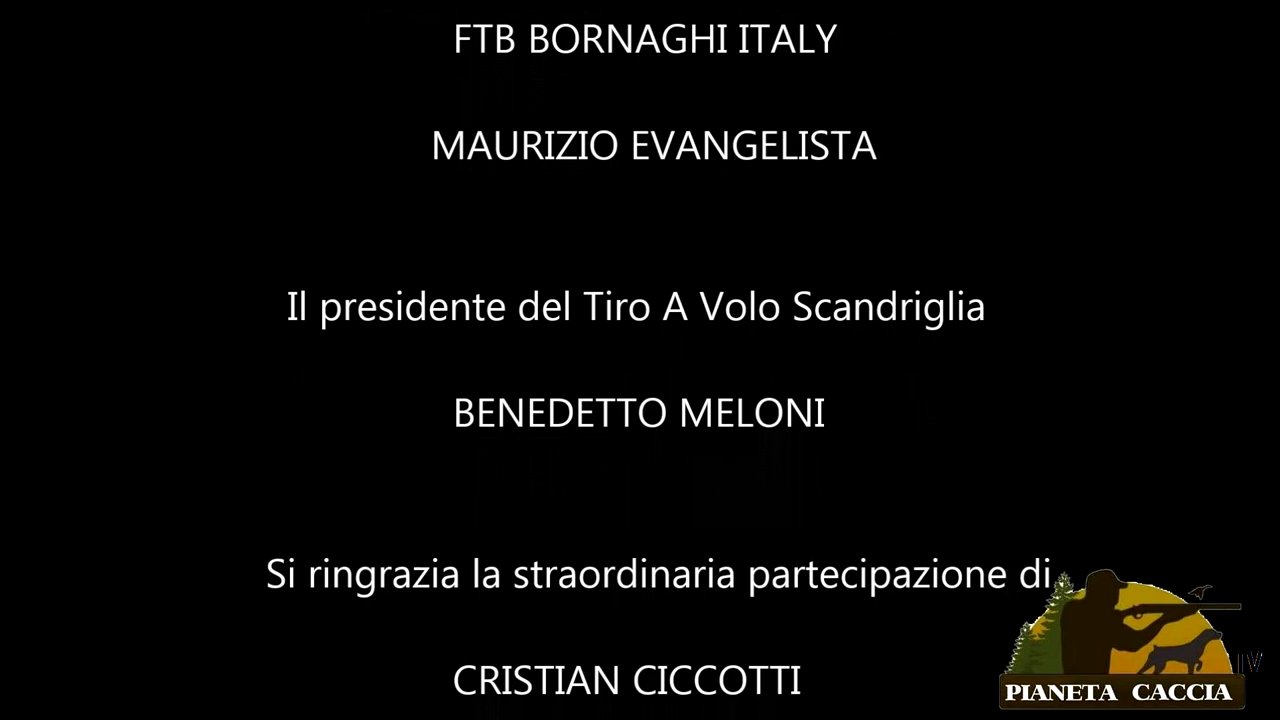 FTB BORNAGHI ITALY
MAURIZIO EVANGELISTA
Il presidente del Tiro A Volo Scandriglia
BENEDETTO MELONI
Si ringrazia la straordinaria partecipazione di
CRISTIAN CICCOTTI
TV
PIANETA CACCIA